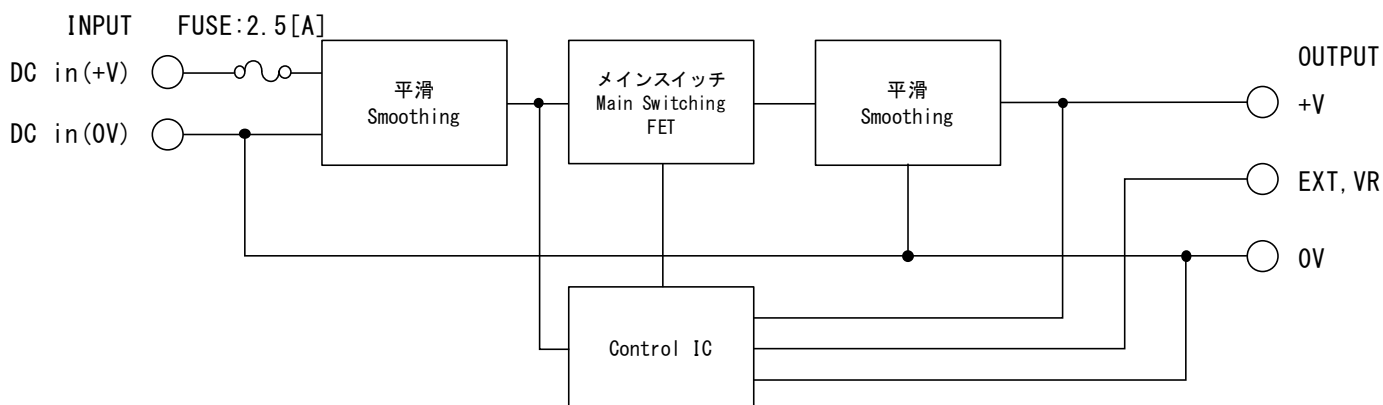 INPUT
FUSE:2.5[A]
OUTPUT
DC in(+V)
平滑
Smoothing
メインスイッチ
Main Switching
FET
平滑
Smoothing
+V
DC in(0V)
EXT,VR
0V
Control IC